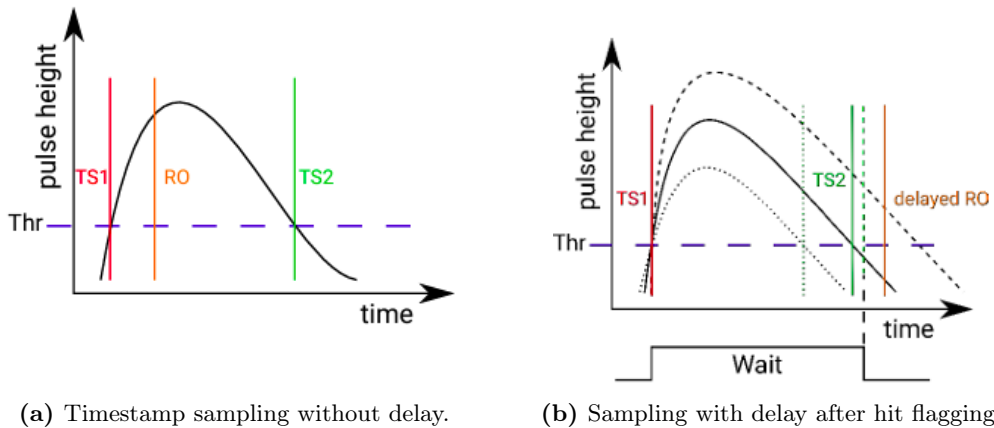 pulse height
TS1
RO
TS2
Thr
time
(a) Timestamp sampling without delay.
pulse height
TS1
TS2
delayed RO
Thr
time
Wait
(b) Sampling with delay after hit flagging